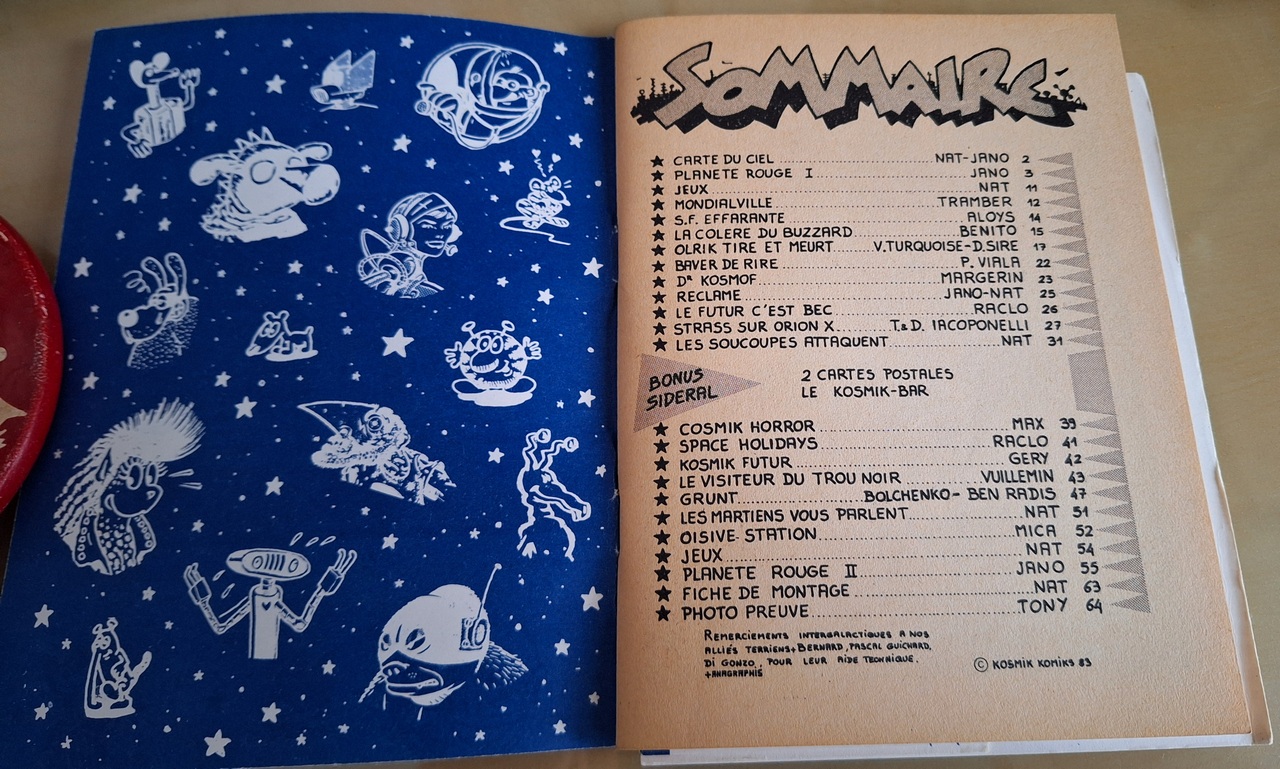 SOMMAIRE
★ CARTE DU CIEL ............ NAT-JANO 2
★ PLANETE ROUGE I ............ JANO 3
★ JEUX ............ NAT 11
★ MONDIALVILLE ............ TRAMBER 12
★ S.F. EFFARANTE ............ ALOYS 14
★ LA COLERE DU BUZZARD ............ BENITO 15
★ OLRIK TIRE ET MEURT ...... V.TURQUOISE-D.SIRE 17
★ BAVER DE RIRE ............ P. VIALA 22
★ DR KOSMOF ............ MARGERIN 23
★ RECLAME ............ JANO-NAT 25
★ LE FUTUR C'EST BEC ............ RACLO 26
★ STRASS SUR ORION X ...... T.& D. IACOPONELLI 27
★ LES SOUCOUPES ATTAQUENT ............ NAT 31
BONUS SIDERAL
2 CARTES POSTALES
LE KOSMIK-BAR
★ COSMIK HORROR ............ MAX 39
★ SPACE HOLIDAYS ............ RACLO 41
★ KOSMIK FUTUR ............ GERY 42
★ LE VISITEUR DU TROU NOIR ...... VUILLEMIN 43
★ GRUNT ............ BOLCHENKO- BEN RADIS 47
★ LES MARTIENS VOUS PARLENT ............ NAT 51
★ OISIVE STATION ............ MICA 52
★ JEUX ............ NAT 54
★ PLANETE ROUGE II ............ JANO 55
★ FICHE DE MONTAGE ............ NAT 63
★ PHOTO PREUVE ............ TONY 64
REMERCIEMENTS INTERGALACTIQUES A NOS
ALLIÉS TERRIENS+BERNARD, PASCAL GUICHARD,
DI GONZO, POUR LEUR AIDE TECHNIQUE.
+ANAGRAPHIS
© KOSMIK KOMIKS 83